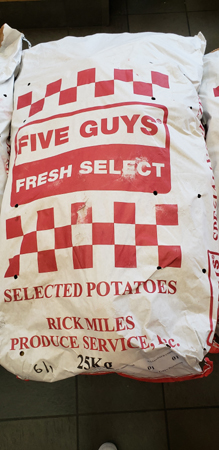 FIVE GUYS
FRESH SELECT
SELECTED POTATOES
RICK MILES
PRODUCE SERVICE, Inc.
25Kg